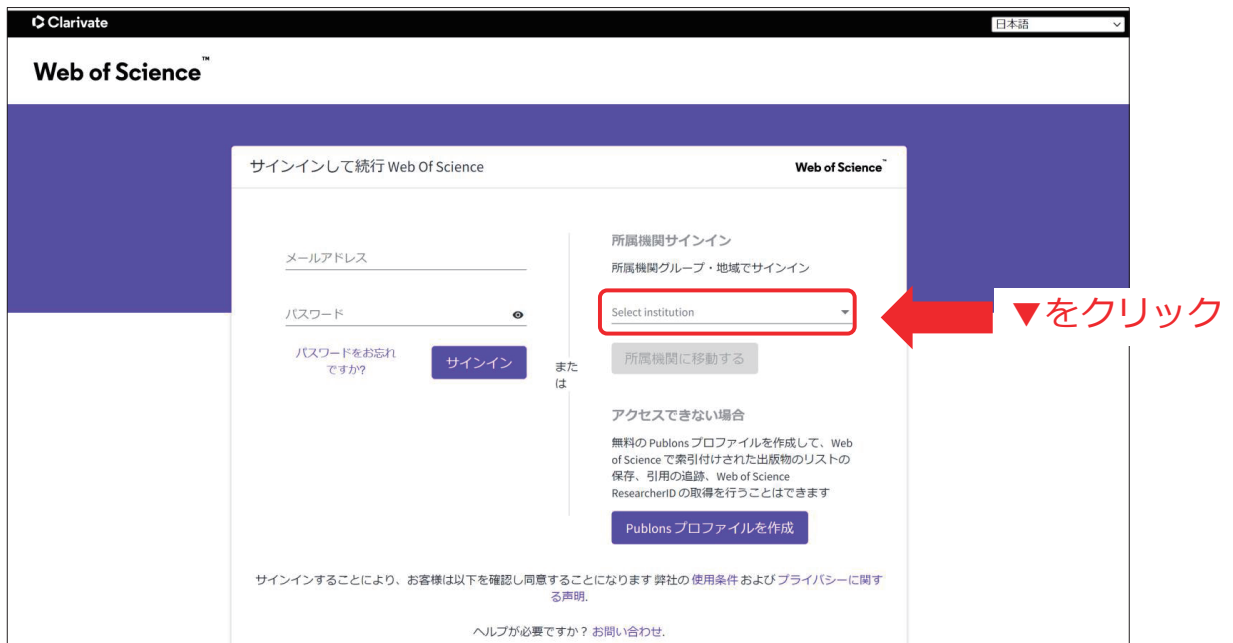 Clarivate
日本語
Web of Science™
サインインして続行 Web Of Science
Web of Science™
メールアドレス
パスワード
パスワードをお忘れ
ですか?
サインイン
また
は
所属機関サインイン
所属機関グループ・地域でサインイン
Select institution
▼をクリック
所属機関に移動する
アクセスできない場合
無料の Publons プロファイルを作成して、Web
of Science で索引付けされた出版物のリストの
保存、引用の追跡、Web of Science
ResearcherID の取得を行うことはできます
Publons プロファイルを作成
サインインすることにより、お客様は以下を確認し同意することになります 弊社の 使用条件 および プライバシーに関す
る声明.
ヘルプが必要ですか? お問い合わせ.